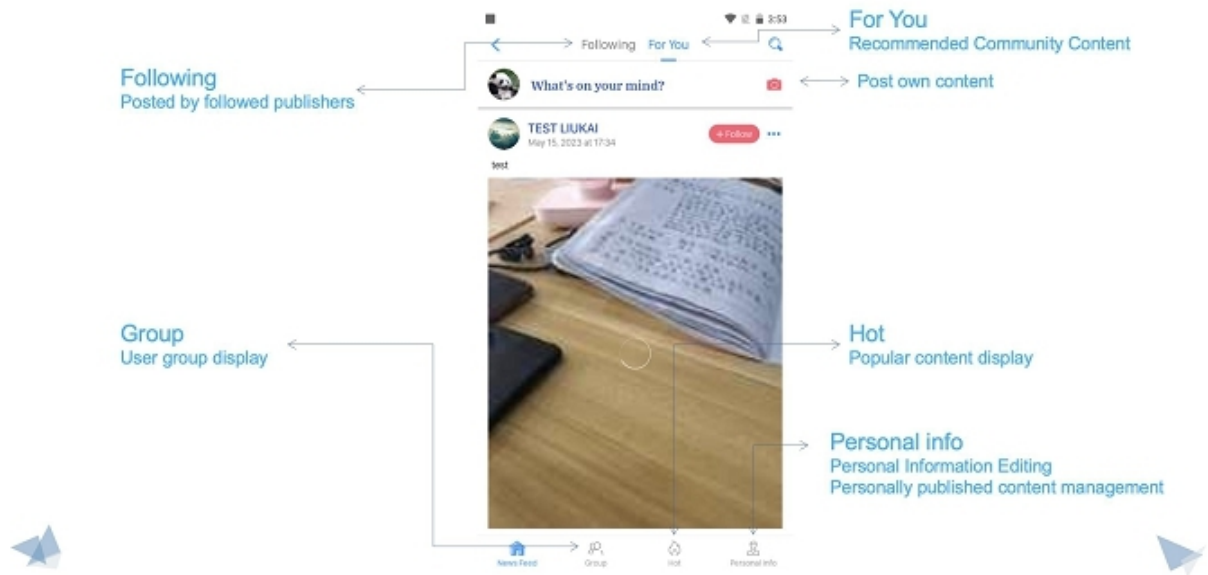 3:53
Following For You
For You
Recommended Community Content
Following
Posted by followed publishers
What's on your mind?
Post own content
TEST LIUKAI
May 15, 2023 at 17:34
+ Follow
test
Group
User group display
Hot
Popular content display
Personal info
Personal Information Editing
Personally published content management
News Feed
Group
Hot
Personal info